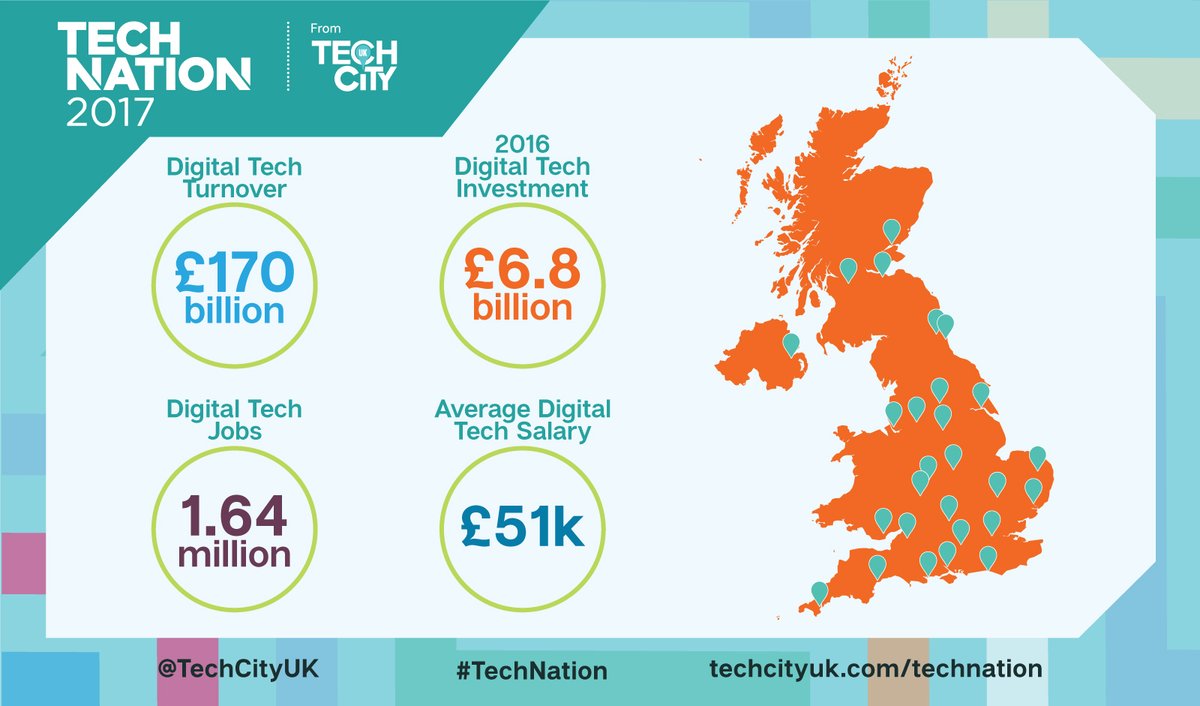 TECH
NATION
2017
From
TECH
UK
CITY
Digital Tech
Turnover
£170
billion
2016
Digital Tech
Investment
£6.8
billion
Digital Tech
Jobs
1.64
million
Average Digital
Tech Salary
£51k
@TechCityUK
#TechNation
techcityuk.com/technation